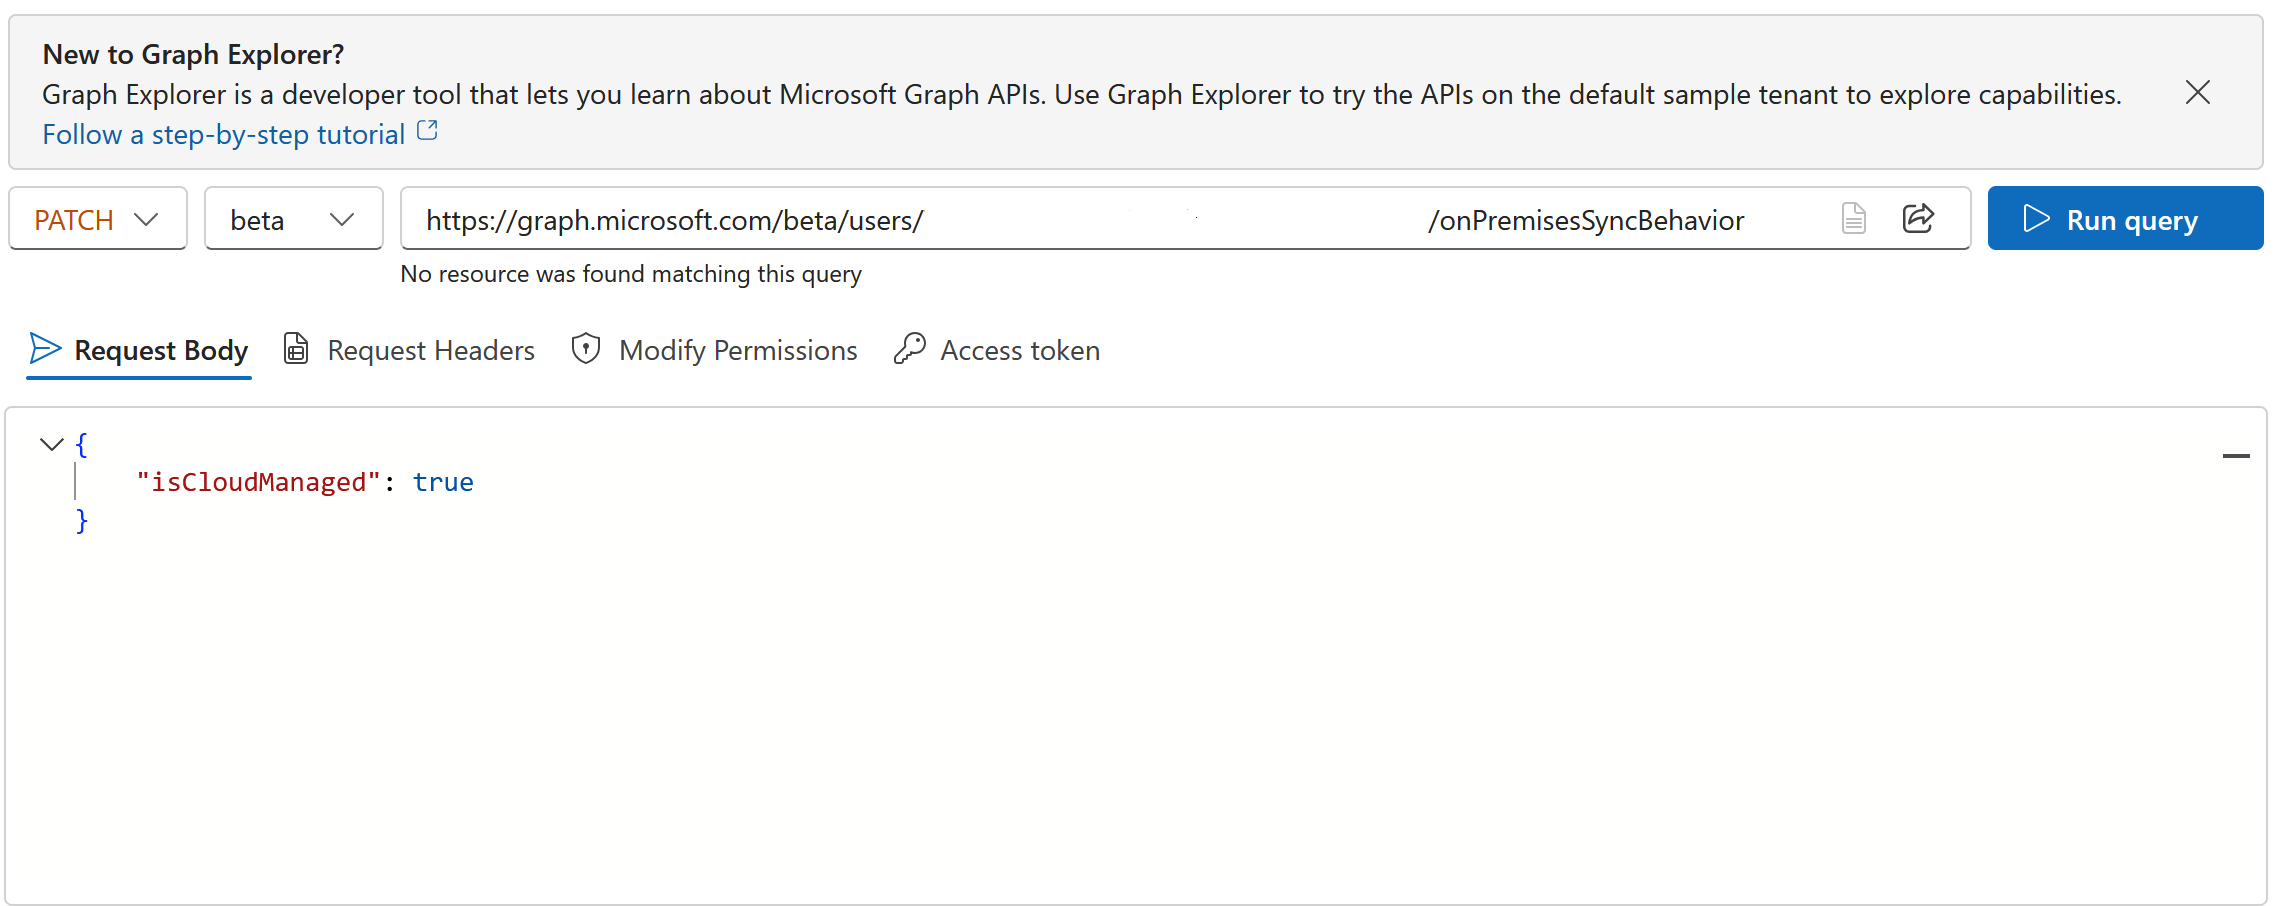 New to Graph Explorer?
Graph Explorer is a developer tool that lets you learn about Microsoft Graph APIs. Use Graph Explorer to try the APIs on the default sample tenant to explore capabilities.
Follow a step-by-step tutorial
PATCH beta https://graph.microsoft.com/beta/users/ /onPremisesSyncBehavior Run query
No resource was found matching this query
Request Body Request Headers Modify Permissions Access token
{
"isCloudManaged": true
}